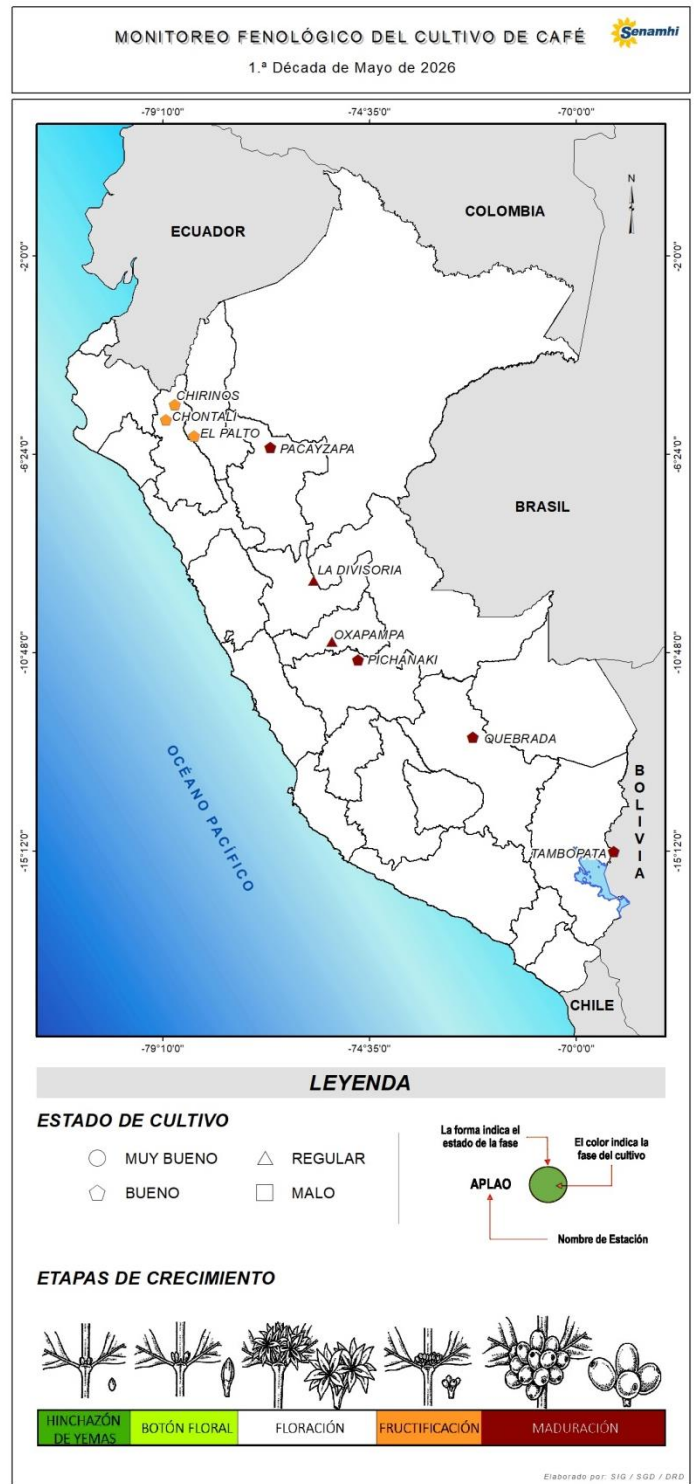 MONITOREO FENOLÓGICO DEL CULTIVO DE CAFÉ
Senamhi
1.ª Década de Mayo de 2026
-79°10'0" -74°35'0" -70°0'0"
N
COLOMBIA
ECUADOR
-2°0'0" -2°0'0"
CHIRINOS
CHONTALI
EL PALTO
PACAYZAPA
-6°24'0" -6°24'0"
BRASIL
LA DIVISORIA
OXAPAMPA
PICHANAKI
-10°48'0" -10°48'0"
QUEBRADA
OCÉANO PACÍFICO
BOLIVIA
TAMBOPATA
-15°12'0" -15°12'0"
CHILE
-79°10'0" -74°35'0" -70°0'0"
LEYENDA
ESTADO DE CULTIVO
MUY BUENO
REGULAR
BUENO
MALO
La forma indica el
estado de la fase
El color indica la
fase del cultivo
APLAO
Nombre de Estación
ETAPAS DE CRECIMIENTO
HINCHAZÓN
DE YEMAS
BOTÓN FLORAL
FLORACIÓN
FRUCTIFICACIÓN
MADURACIÓN
Elaborado por: SIG / SGD / DRD